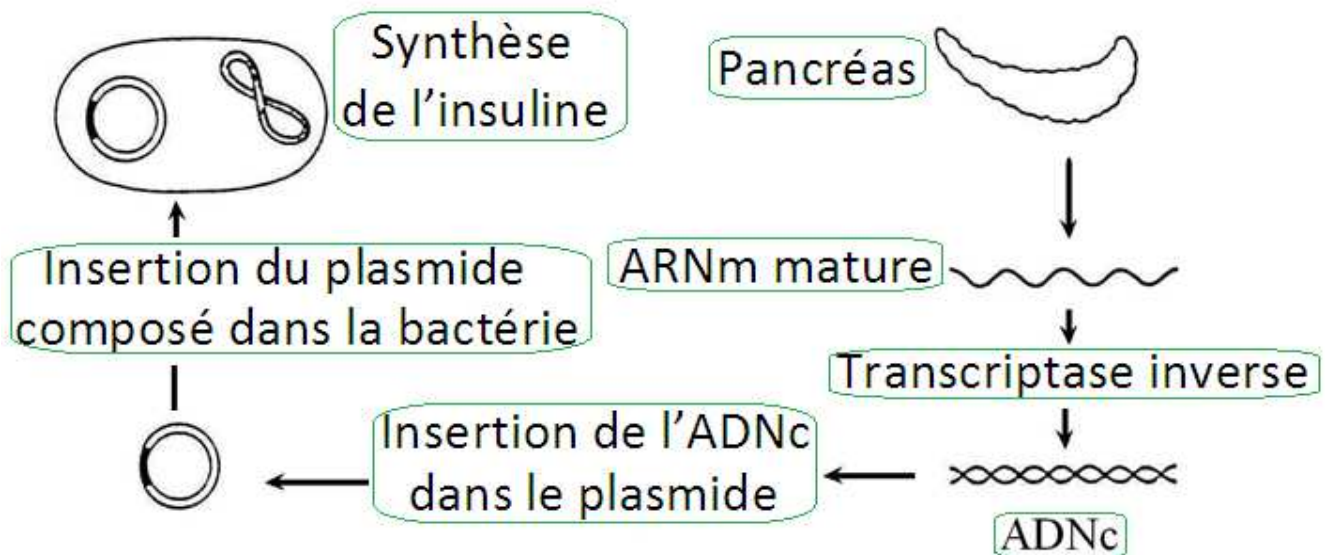 Synthèse
de l'insuline
Pancréas
ARNm mature
Insertion du plasmide
composé dans la bactérie
Transcriptase inverse
Insertion de l'ADNc
dans le plasmide
ADNc